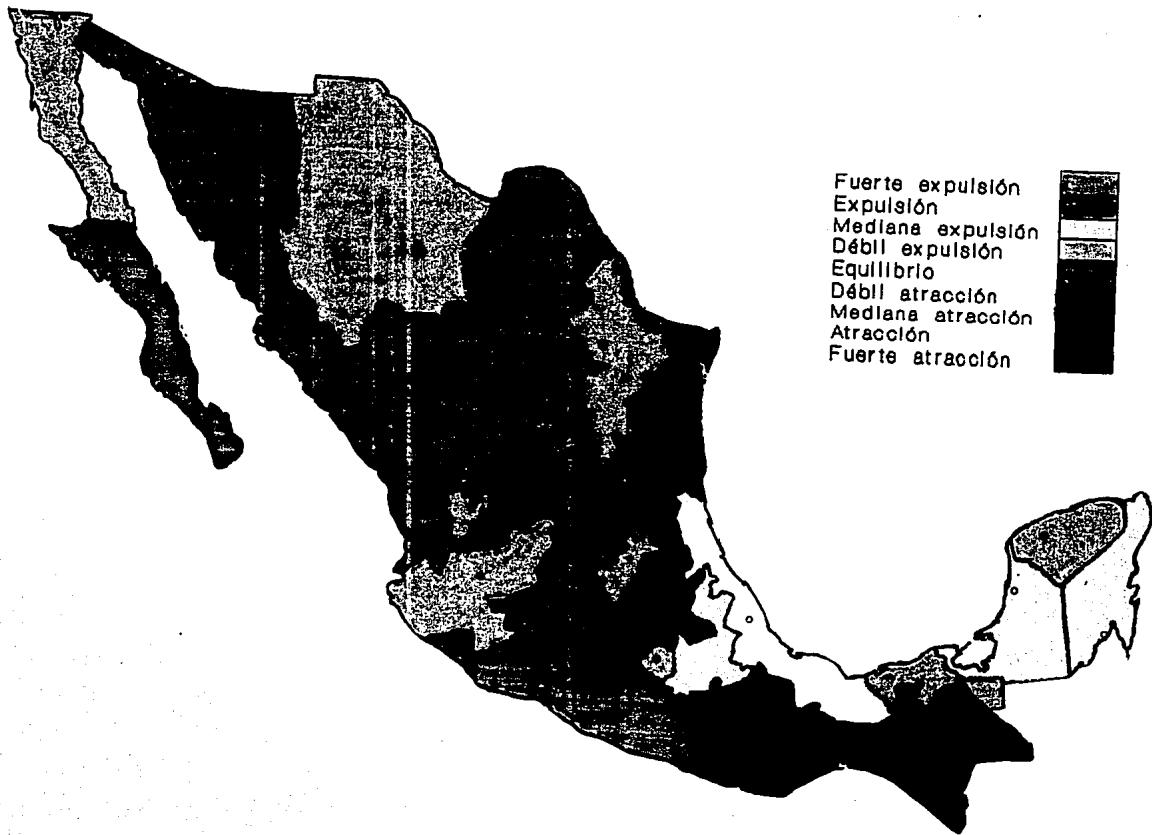 Fuerte expulsión
Expulsión
Mediana expulsión
Débil expulsión
Equilibrio
Débil atracción
Mediana atracción
Atracción
Fuerte atracción